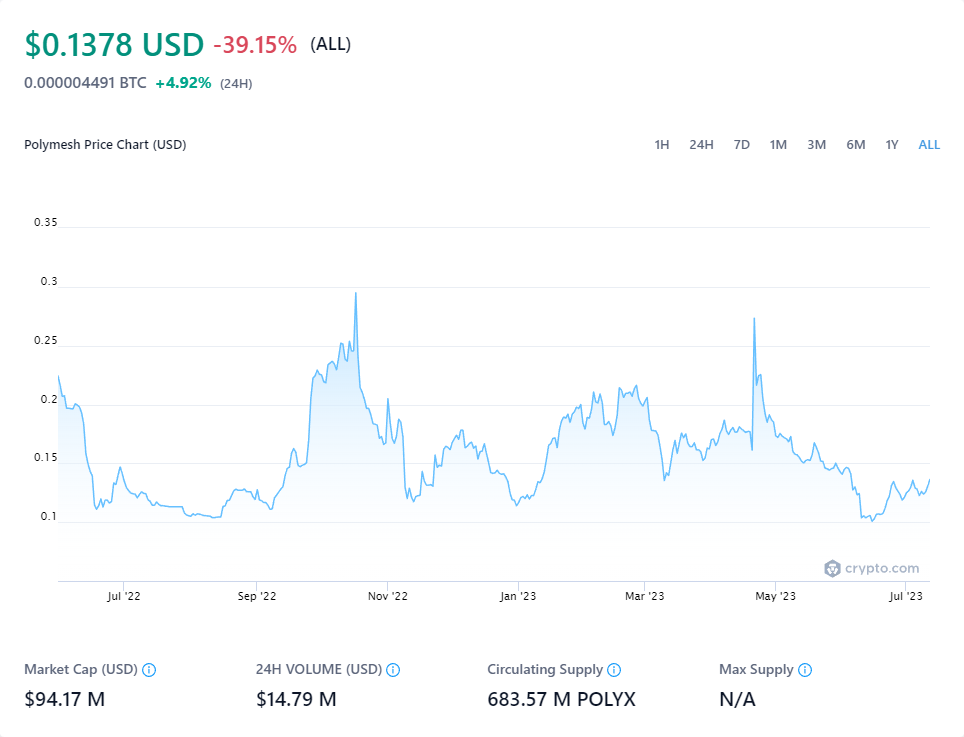 $0.1378 USD -39.15% (ALL)
0.000004491 BTC +4.92% (24H)
Polymesh Price Chart (USD) 1H 24H 7D 1M 3M 6M 1Y ALL
0.35
0.3
0.25
0.2
0.15
0.1
crypto.com
Jul '22 Sep '22 Nov '22 Jan '23 Mar '23 May '23 Jul '23
Market Cap (USD) 24H VOLUME (USD) Circulating Supply Max Supply
$94.17 M $14.79 M 683.57 M POLYX N/A